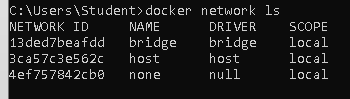 C:\Users\Student>docker network ls
NETWORK ID     NAME      DRIVER    SCOPE
13ded7beafdd   bridge    bridge    local
3ca57c3e562c   host      host      local
4ef757842cb0   none      null      local